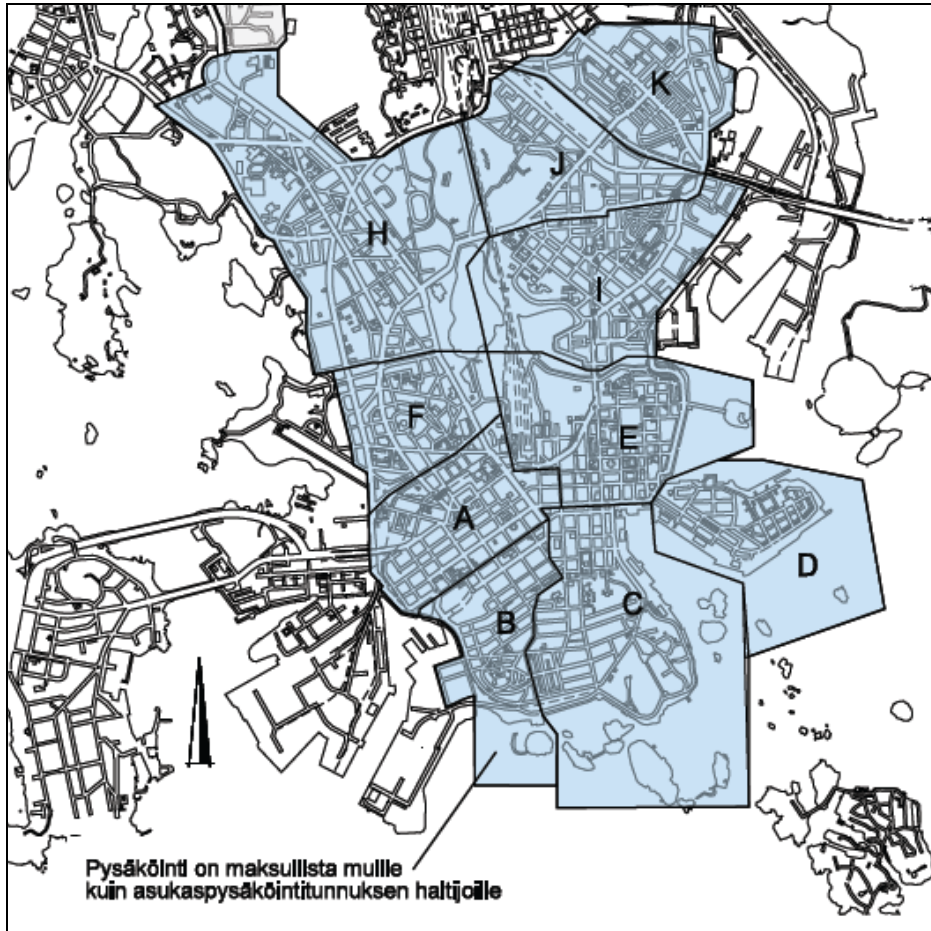 K
J
H
I
F
E
A
D
C
B
Pysäköinti on maksullista muille
kuin asukaspysäköintitunnuksen haltijoille